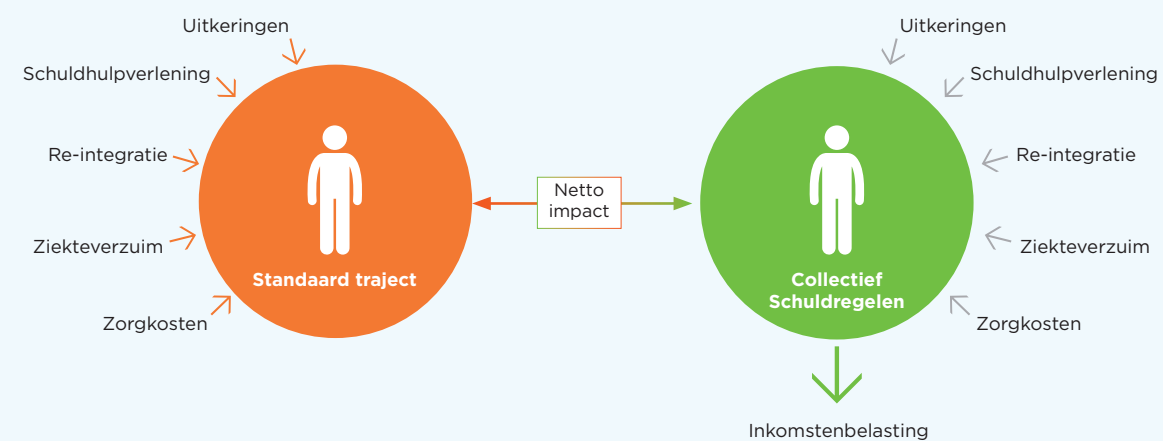 Uitkeringen
Schuldhulpverlening
Re-integratie
Ziekteverzuim
Zorgkosten
Standaard traject
Netto
impact
Uitkeringen
Schuldhulpverlening
Re-integratie
Ziekteverzuim
Zorgkosten
Collectief
Schuldregelen
Inkomstenbelasting